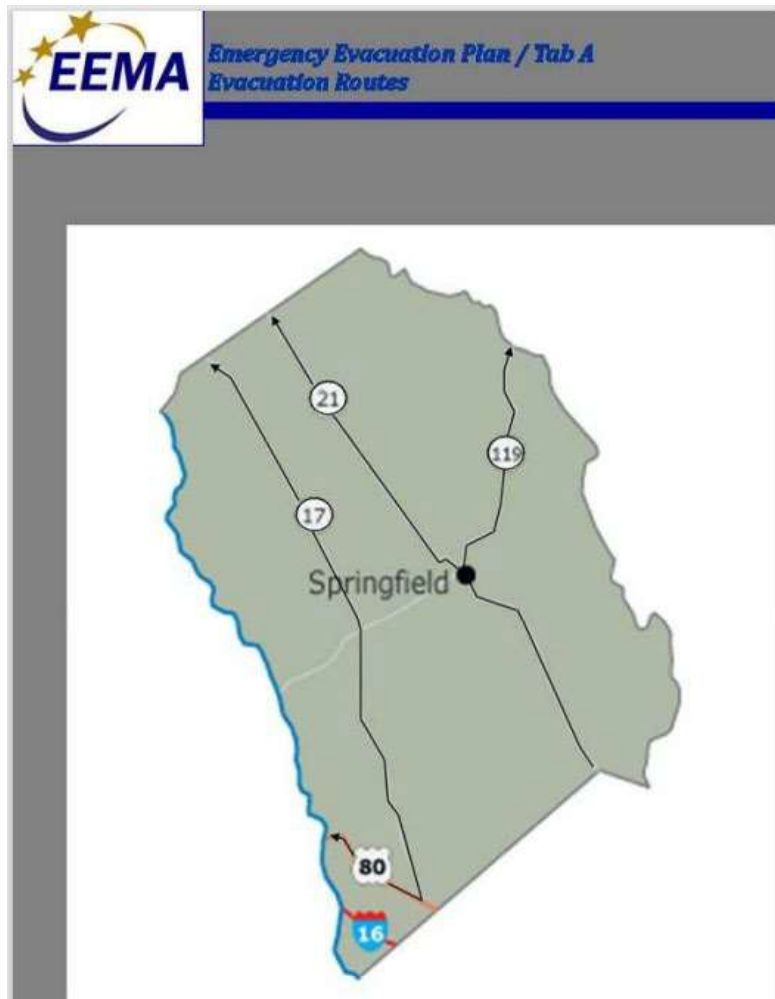 EEMA
Emergency Evacuation Plan / Tab A
Evacuation Routes
21
119
17
Springfield
80
16